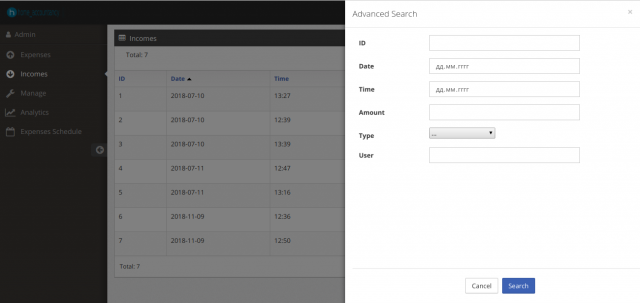 Admin
Expenses
Incomes
Manage
Analytics
Expenses Schedule
Incomes
Total: 7
ID Date Time
1 2018-07-10 13:27
2 2018-07-10 12:39
3 2018-07-10 13:39
4 2018-07-11 12:47
5 2018-07-11 13:16
6 2018-11-09 12:36
7 2018-11-09 12:50
Total: 7
Advanced Search ×
ID
Date дд.мм.гггг
Time дд.мм.гггг
Amount
Type ...
User
Cancel Search